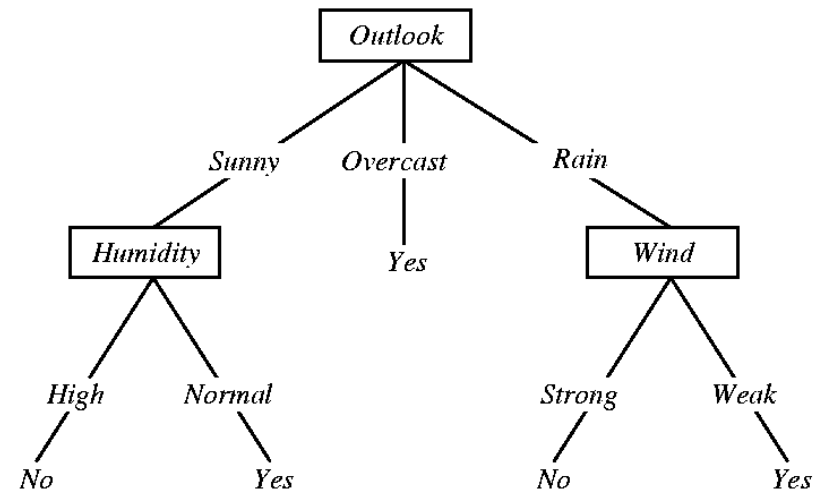 Outlook
Sunny Overcast Rain
Humidity Yes Wind
High Normal Strong Weak
No Yes No Yes